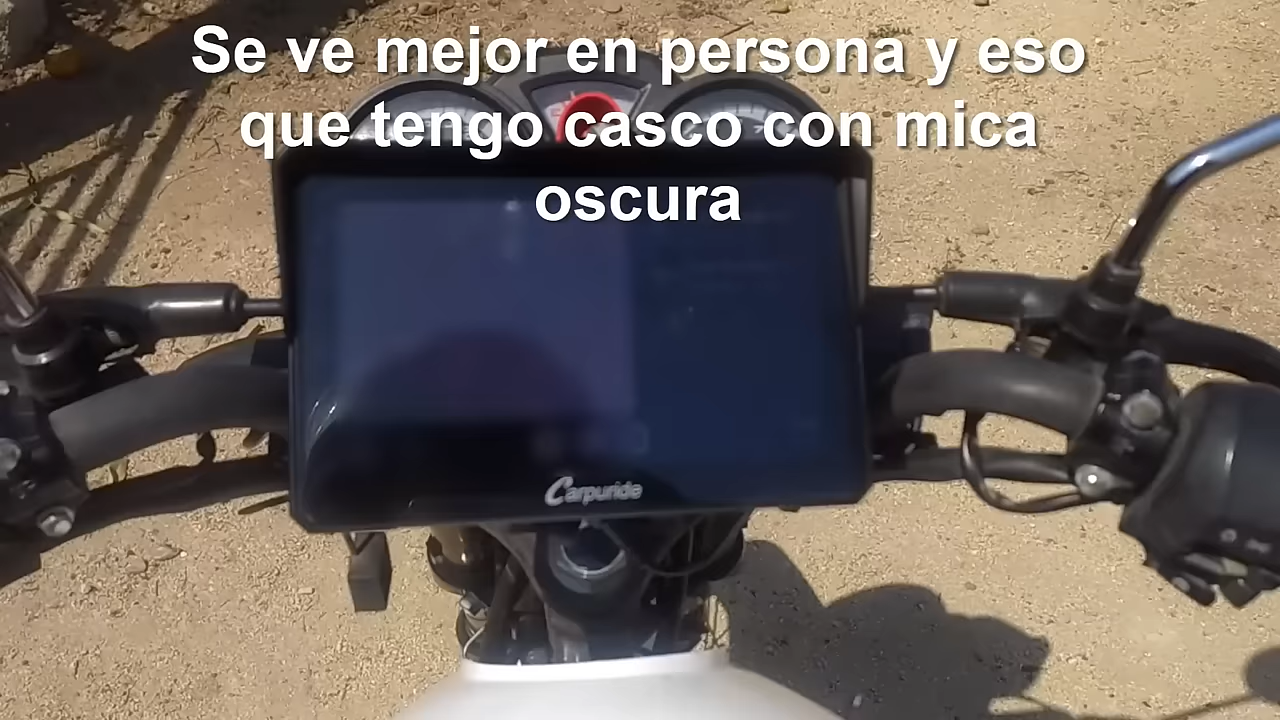 Se ve mejor en persona y eso
que tengo casco con mica
oscura
Carpuride